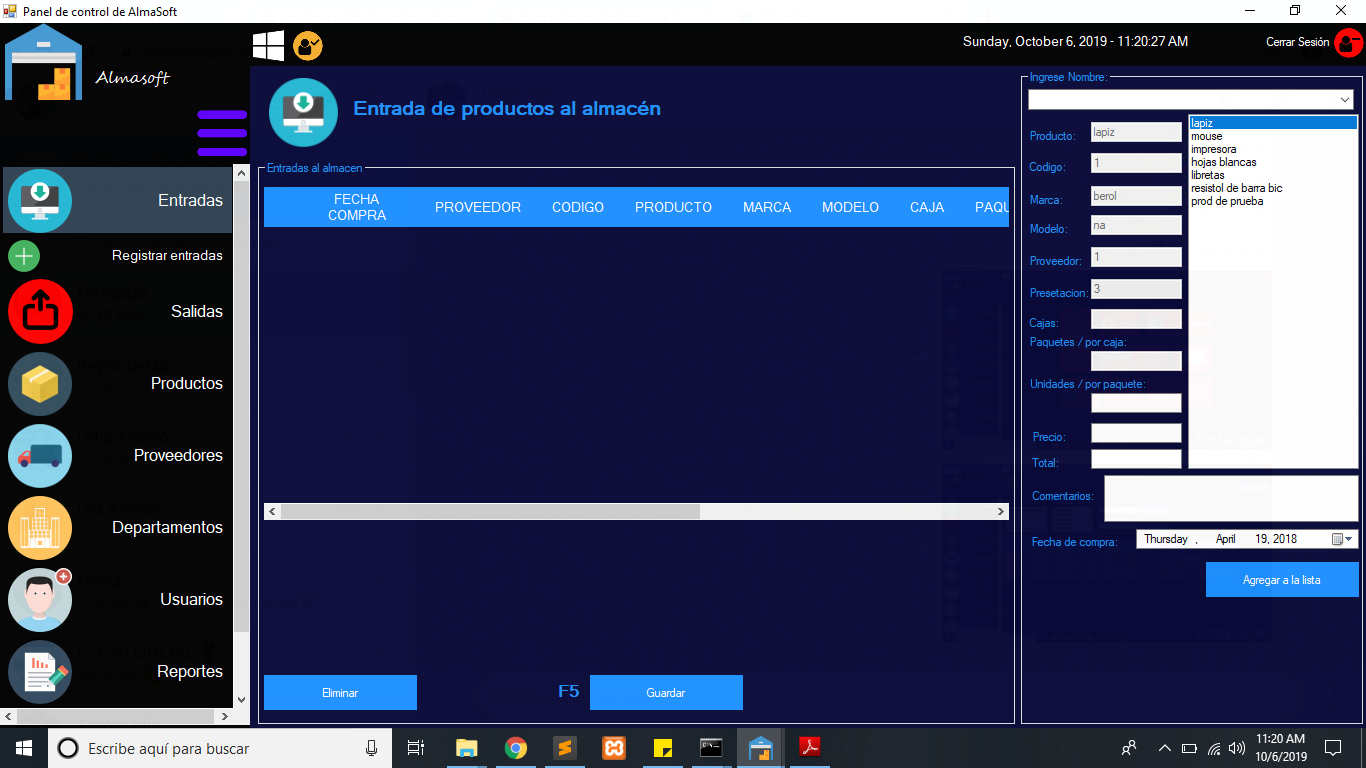 Panel de control de AlmaSoft
Almasoft
Sunday, October 6, 2019 - 11:20:27 AM
Cerrar Sesión
Entradas
Registrar entradas
Salidas
Productos
Proveedores
Departamentos
Usuarios
Reportes
Entrada de productos al almacén
Entradas al almacen
FECHA COMPRA PROVEEDOR CODIGO PRODUCTO MARCA MODELO CAJA PAQU
Eliminar
F5
Guardar
Ingrese Nombre:
Producto: lapiz
Codigo: 1
Marca: berol
Modelo: na
Proveedor: 1
Presetacion: 3
Cajas:
Paquetes / por caja:
Unidades / por paquete:
Precio:
Total:
lapiz
mouse
impresora
hojas blancas
libretas
resistol de barra bic
prod de prueba
Comentarios:
Fecha de compra: Thursday , April 19, 2018
Agregar a la lista
Escribe aquí para buscar
11:20 AM
10/6/2019